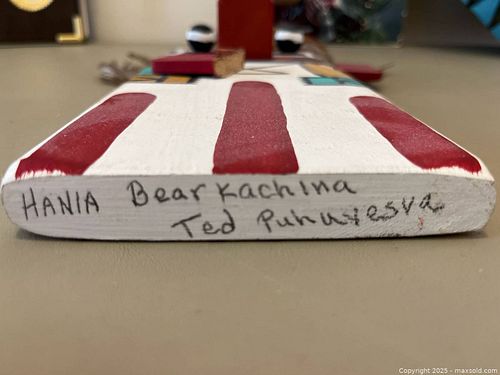 HANIA Bear Kachina
Ted Puhuyesva
Copyright 2025 - maxsold.com